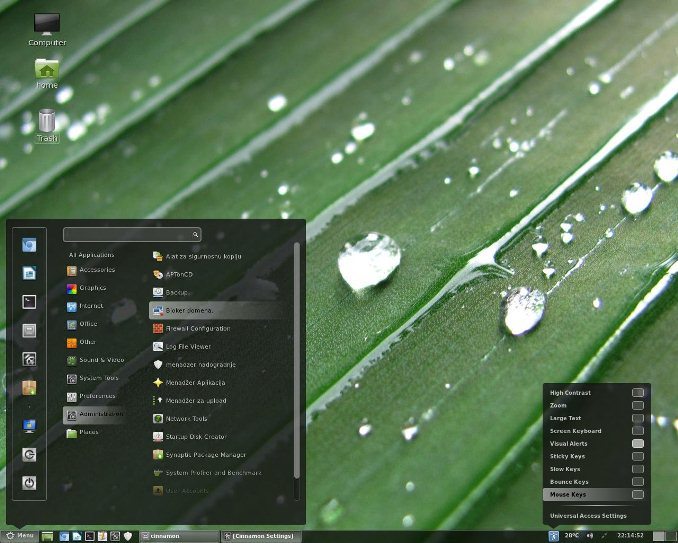 Computer
Home
Trash
All Applications
Accessories
Graphics
Internet
Office
Other
Sound & Video
System Tools
Preferences
Administration
Places
Alat za sigurnosnu kopiju
APTonCD
Backup
Bloker domena
Firewall Configuration
Log File Viewer
Menadzer nadogradnje
Menadžer Aplikacija
Menadžer za upload
Network Tools
Startup Disk Creator
Synaptic Package Manager
System Profiler and Benchmark
User Accounts
High Contrast
Zoom
Large Text
Screen Keyboard
Visual Alerts
Sticky Keys
Slow Keys
Bounce Keys
Mouse Keys
Universal Access Settings
Menu
cinnamon
[Cinnamon Settings]
20°C
23:14:52